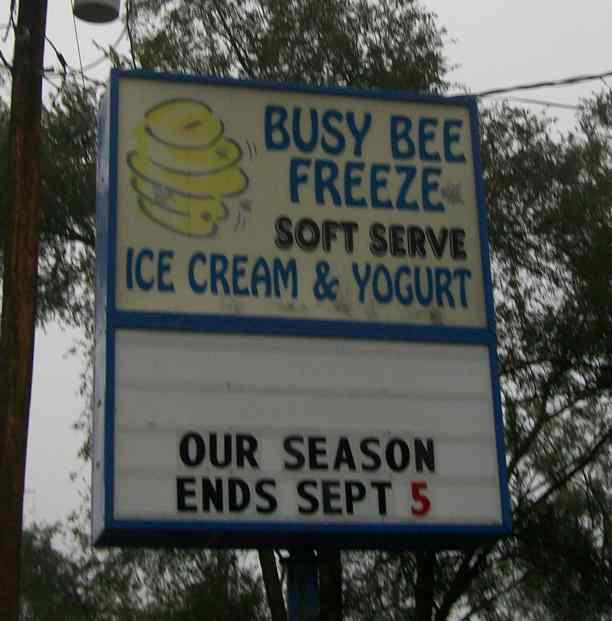 BUSY BEE
FREEZE
SOFT SERVE
ICE CREAM & YOGURT
OUR SEASON
ENDS SEPT 5